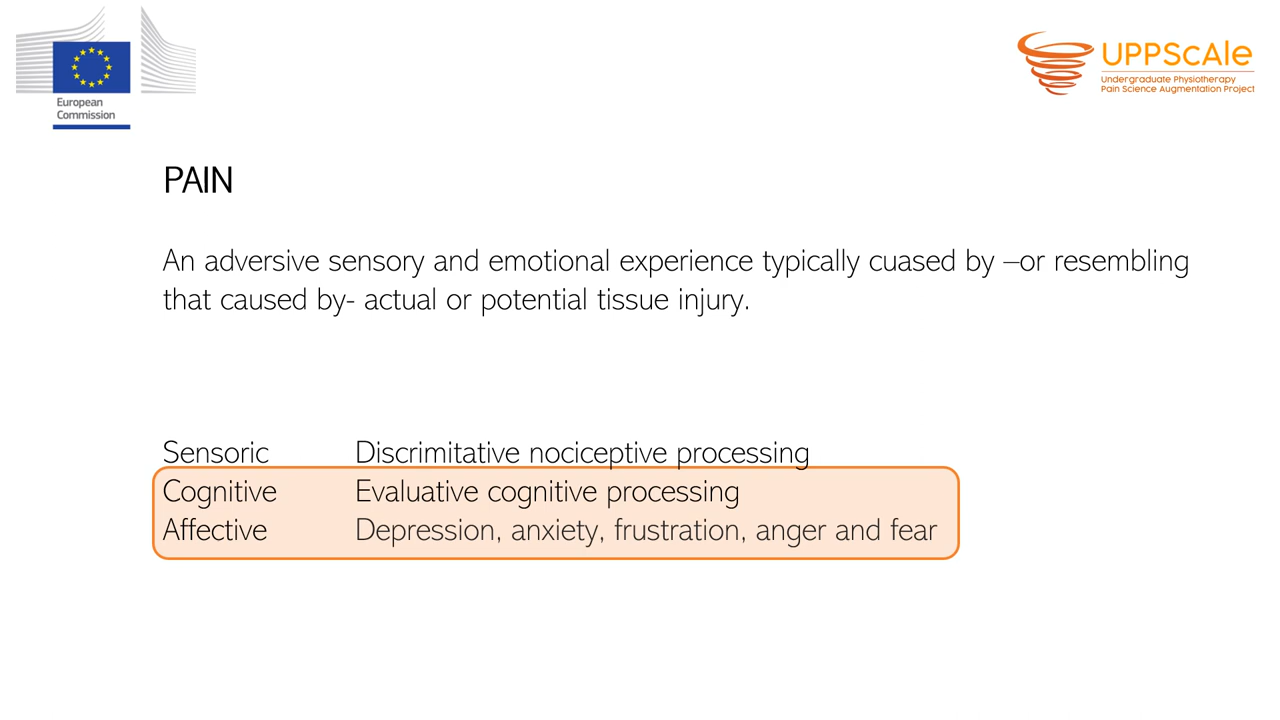 European
Commission
UPPScale
Undergraduate Physiotherapy
Pain Science Augmentation Project
PAIN
An adversive sensory and emotional experience typically cuased by –or resembling
that caused by- actual or potential tissue injury.
Sensoric Discrimitative nociceptive processing
Cognitive Evaluative cognitive processing
Affective Depression, anxiety, frustration, anger and fear